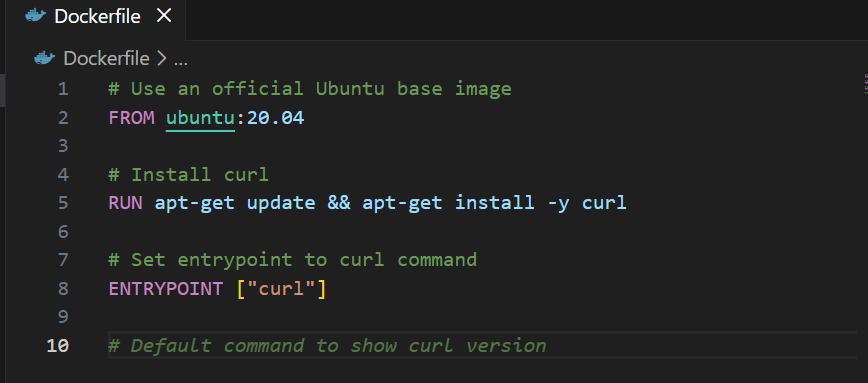 Dockerfile
Dockerfile > ...
1 # Use an official Ubuntu base image
2 FROM ubuntu:20.04
3
4 # Install curl
5 RUN apt-get update && apt-get install -y curl
6
7 # Set entrypoint to curl command
8 ENTRYPOINT ["curl"]
9
10 # Default command to show curl version